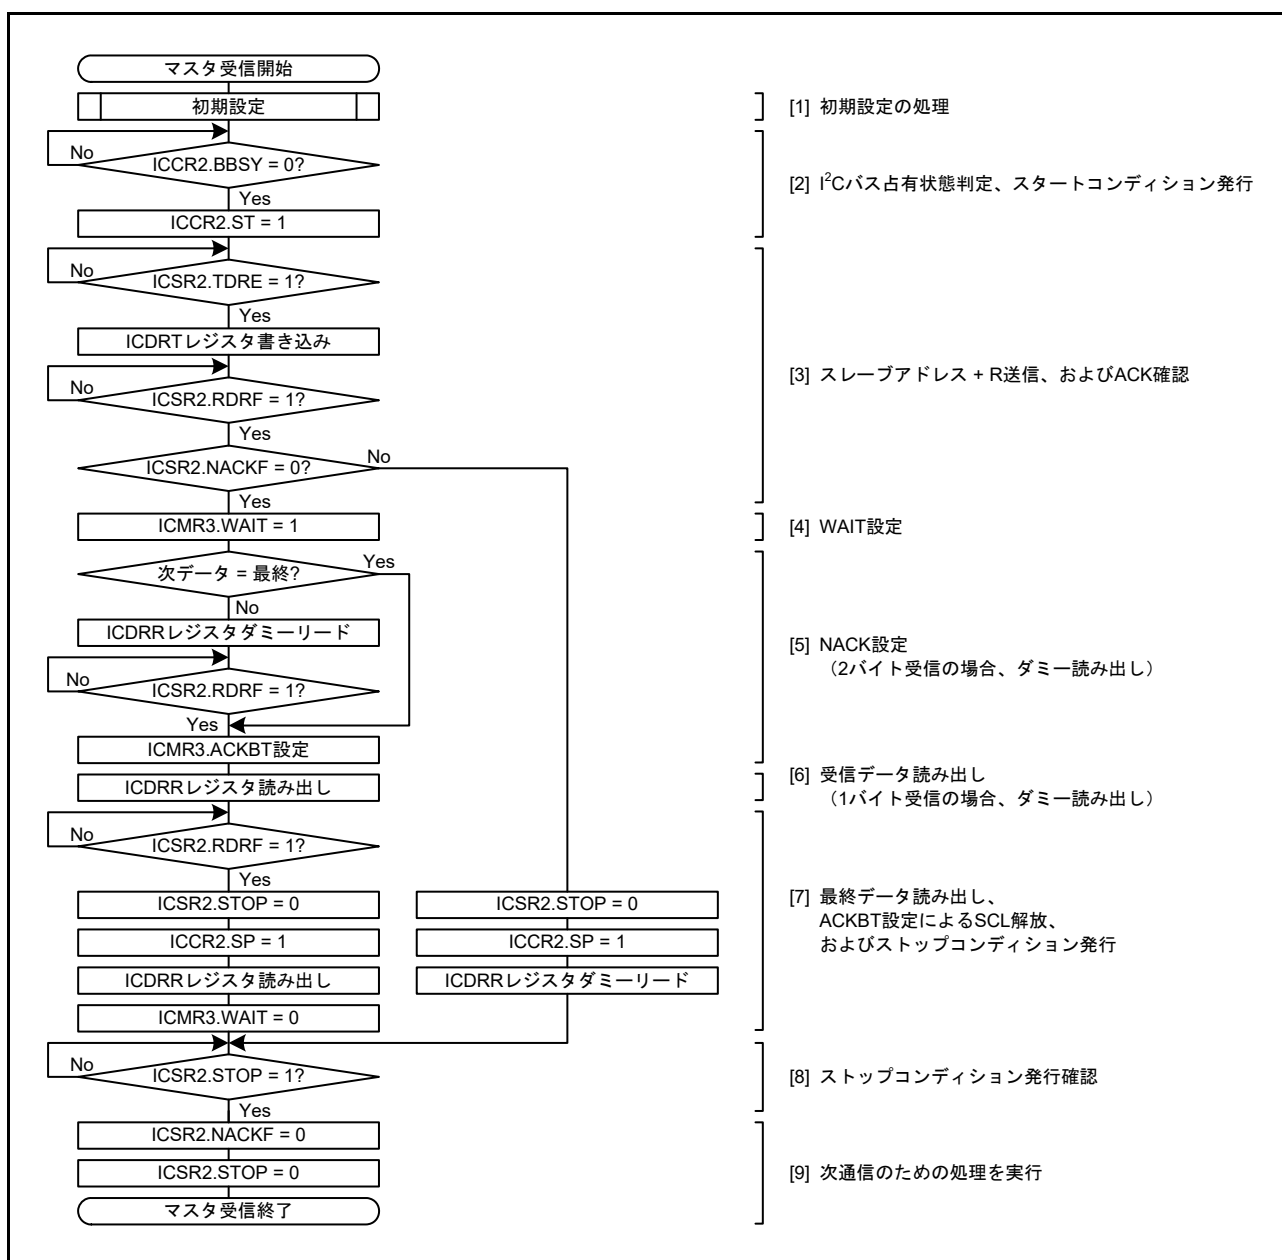 マスタ受信開始
初期設定
[1] 初期設定の処理
No
ICCR2.BBSY = 0?
Yes
ICCR2.ST = 1
[2] I²Cバス占有状態判定、スタートコンディション発行
No
ICSR2.TDRE = 1?
Yes
ICDRTレジスタ書き込み
No
ICSR2.RDRF = 1?
Yes
ICSR2.NACKF = 0?
No
Yes
[3] スレーブアドレス + R送信、およびACK確認
ICMR3.WAIT = 1
[4] WAIT設定
次データ = 最終?
Yes
No
ICDRRレジスタダミーリード
No
ICSR2.RDRF = 1?
Yes
ICMR3.ACKBT設定
[5] NACK設定
（2バイト受信の場合、ダミー読み出し）
ICDRRレジスタ読み出し
[6] 受信データ読み出し
（1バイト受信の場合、ダミー読み出し）
No
ICSR2.RDRF = 1?
Yes
ICSR2.STOP = 0
ICCR2.SP = 1
ICDRRレジスタ読み出し
ICMR3.WAIT = 0
ICSR2.STOP = 0
ICCR2.SP = 1
ICDRRレジスタダミーリード
[7] 最終データ読み出し、
ACKBT設定によるSCL解放、
およびストップコンディション発行
No
ICSR2.STOP = 1?
Yes
[8] ストップコンディション発行確認
ICSR2.NACKF = 0
ICSR2.STOP = 0
マスタ受信終了
[9] 次通信のための処理を実行